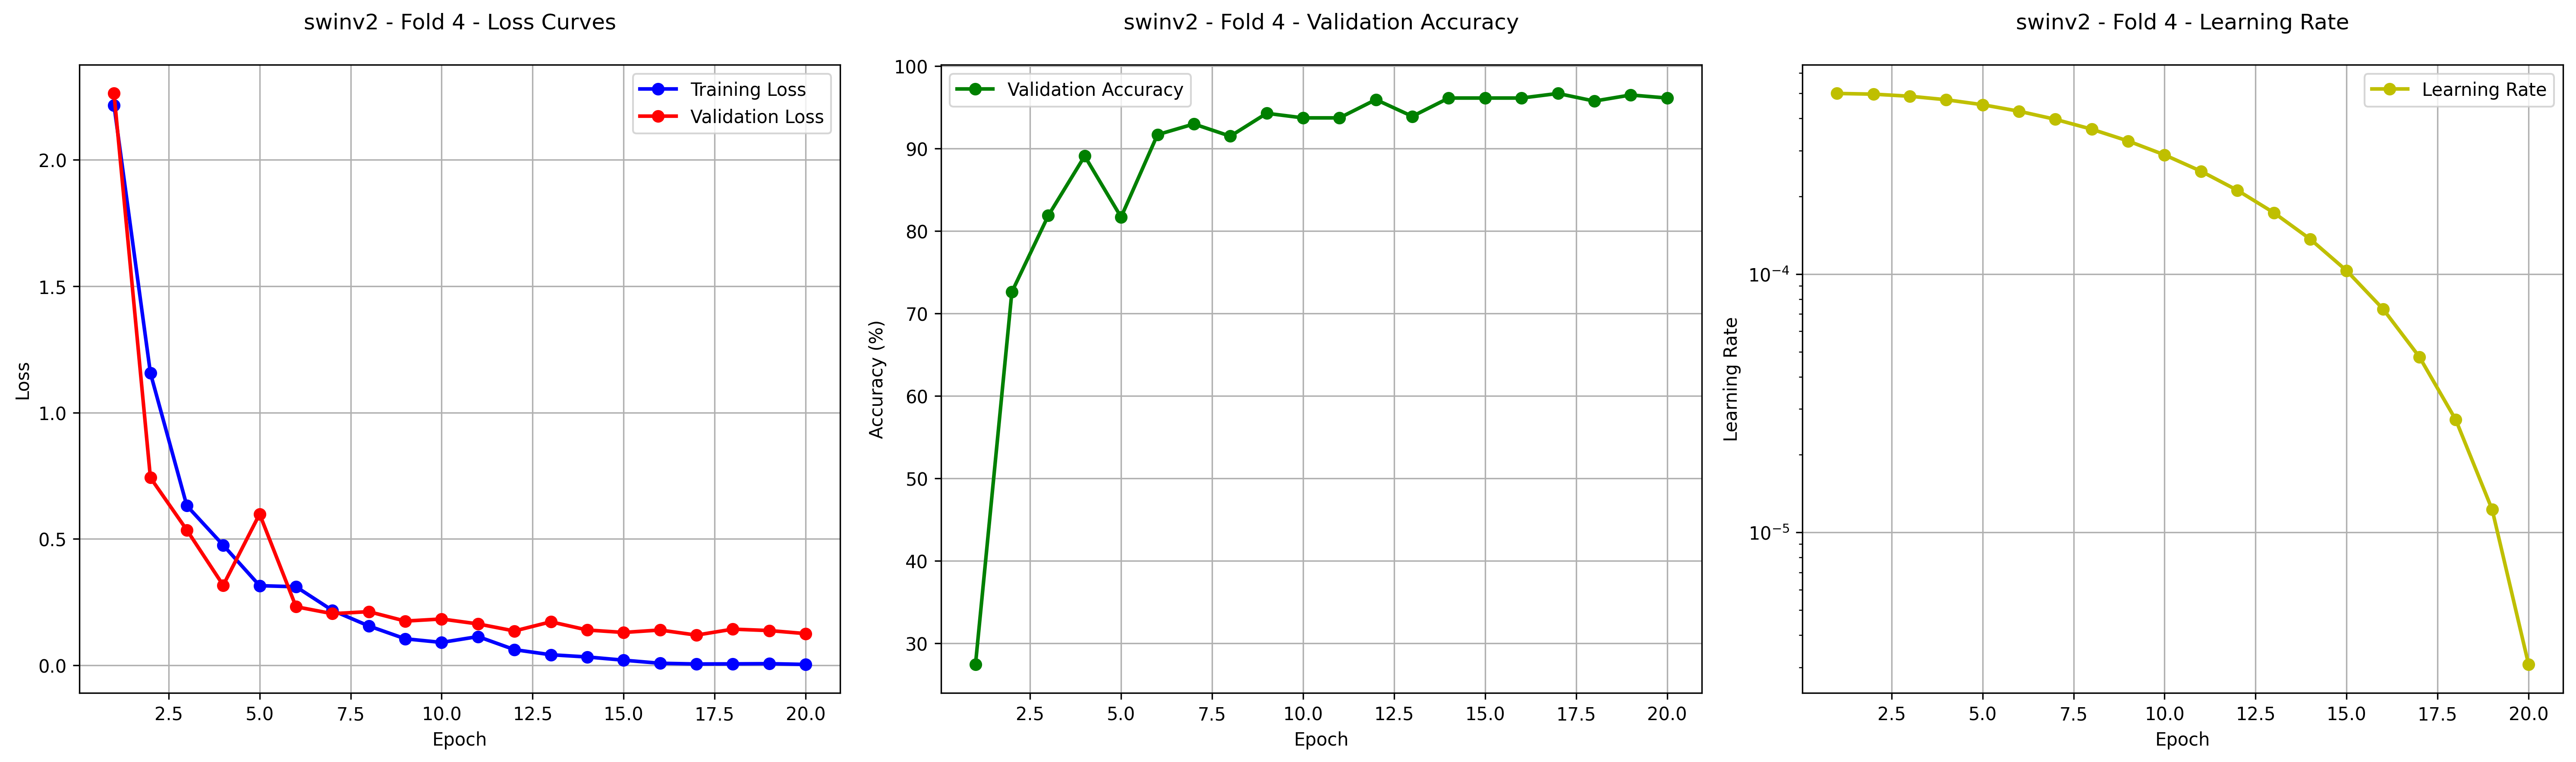 swinv2 - Fold 4 - Loss Curves
Training Loss
Validation Loss
2.0
1.5
1.0
0.5
0.0
Loss
2.5 5.0 7.5 10.0 12.5 15.0 17.5 20.0
Epoch
swinv2 - Fold 4 - Validation Accuracy
Validation Accuracy
100
90
80
70
60
50
40
30
Accuracy (%)
2.5 5.0 7.5 10.0 12.5 15.0 17.5 20.0
Epoch
swinv2 - Fold 4 - Learning Rate
Learning Rate
10⁻⁴
10⁻⁵
Learning Rate
2.5 5.0 7.5 10.0 12.5 15.0 17.5 20.0
Epoch